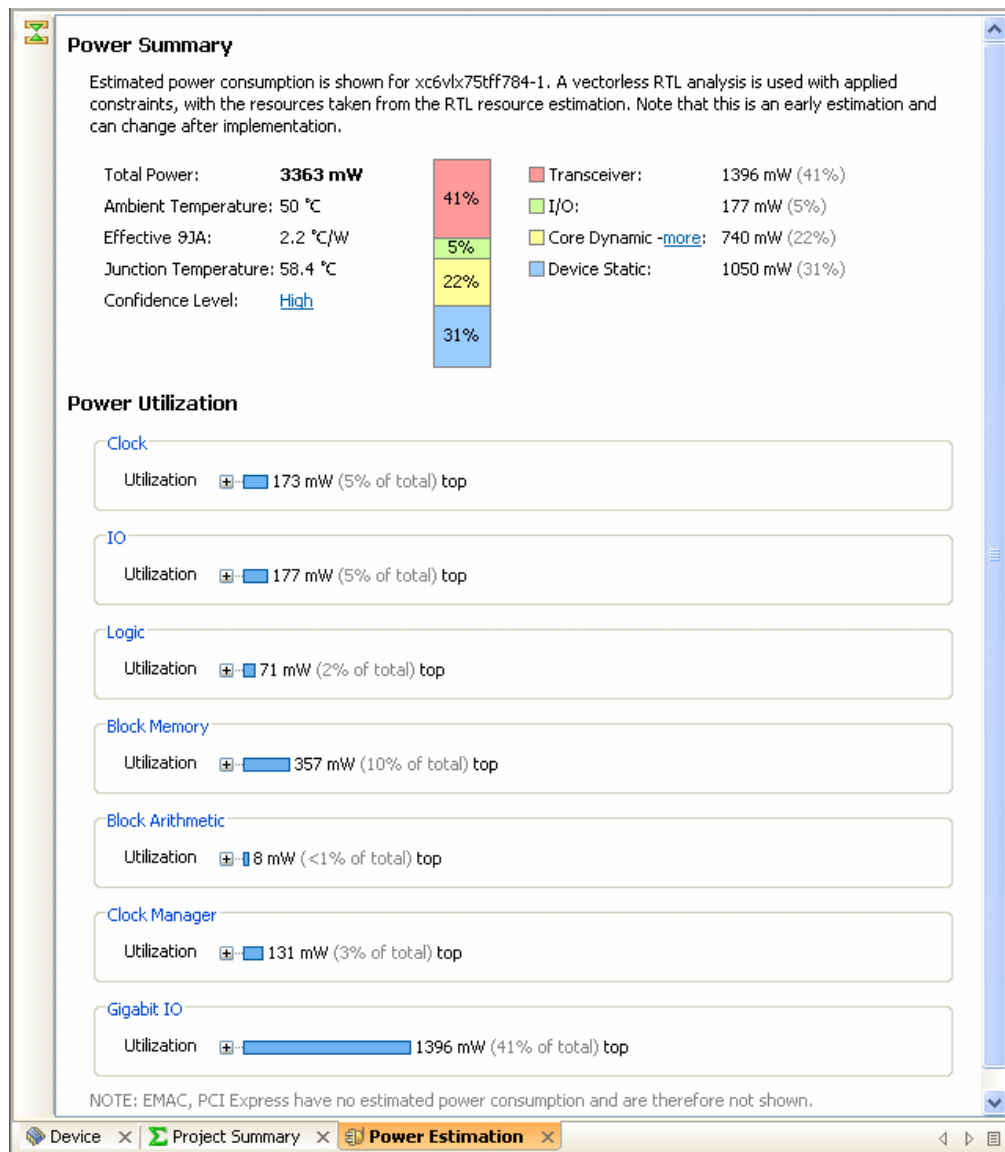 Power Summary
Estimated power consumption is shown for xc6vlx75tff784-1. A vectorless RTL analysis is used with applied
constraints, with the resources taken from the RTL resource estimation. Note that this is an early estimation and
can change after implementation.
Total Power: 3363 mW
Ambient Temperature: 50 °C
Effective θJA: 2.2 °C/W
Junction Temperature: 58.4 °C
Confidence Level: High
41%
5%
22%
31%
Transceiver: 1396 mW (41%)
I/O: 177 mW (5%)
Core Dynamic -more: 740 mW (22%)
Device Static: 1050 mW (31%)
Power Utilization
Clock
Utilization 173 mW (5% of total) top
IO
Utilization 177 mW (5% of total) top
Logic
Utilization 71 mW (2% of total) top
Block Memory
Utilization 357 mW (10% of total) top
Block Arithmetic
Utilization 8 mW (<1% of total) top
Clock Manager
Utilization 131 mW (3% of total) top
Gigabit IO
Utilization 1396 mW (41% of total) top
NOTE: EMAC, PCI Express have no estimated power consumption and are therefore not shown.
Device Project Summary Power Estimation